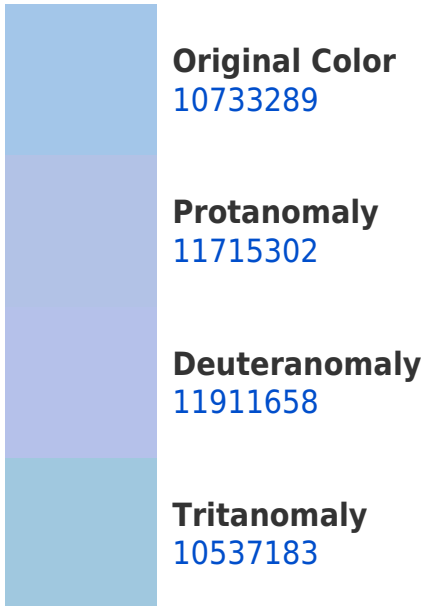 Original Color
10733289
Protanomaly
11715302
Deuteranomaly
11911658
Tritanomaly
10537183